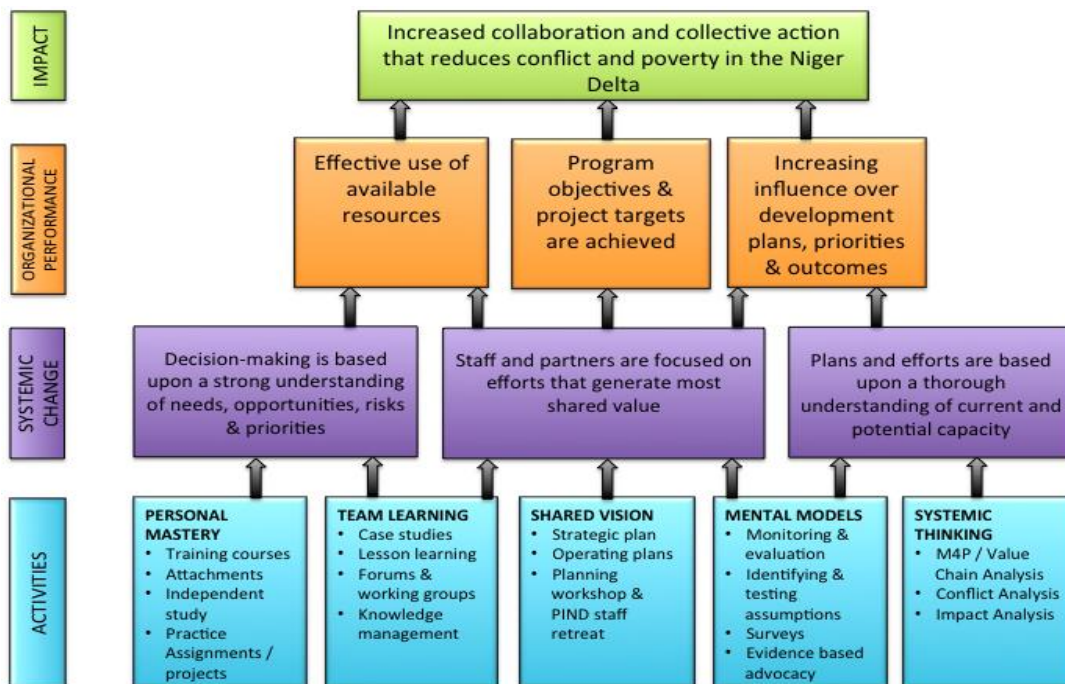 IMPACT
Increased collaboration and collective action
that reduces conflict and poverty in the Niger
Delta
ORGANIZATIONAL
PERFORMANCE
Effective use of
available
resources
Program
objectives &
project targets
are achieved
Increasing
influence over
development
plans, priorities
& outcomes
SYSTEMIC
CHANGE
Decision-making is based
upon a strong understanding
of needs, opportunities, risks
& priorities
Staff and partners are focused on
efforts that generate most
shared value
Plans and efforts are based
upon a thorough
understanding of current and
potential capacity
ACTIVITIES
PERSONAL
MASTERY
• Training courses
• Attachments
• Independent
study
• Practice
Assignments /
projects
TEAM LEARNING
• Case studies
• Lesson learning
• Forums &
working groups
• Knowledge
management
SHARED VISION
• Strategic plan
• Operating plans
• Planning
workshop &
PIND staff
retreat
MENTAL MODELS
• Monitoring &
evaluation
• Identifying &
testing
assumptions
• Surveys
• Evidence based
advocacy
SYSTEMIC
THINKING
• M4P / Value
Chain Analysis
• Conflict Analysis
• Impact Analysis